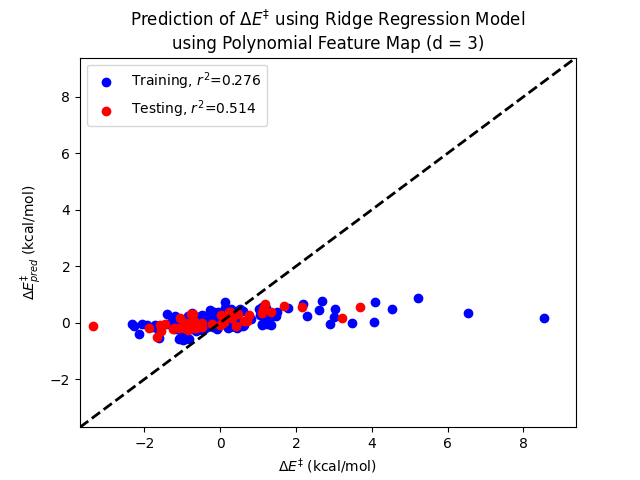 Prediction of ΔE‡ using Ridge Regression Model
using Polynomial Feature Map (d = 3)
Training, r²=0.276
Testing, r²=0.514
8
6
4
2
0
−2
ΔE‡pred (kcal/mol)
−2 0 2 4 6 8
ΔE‡ (kcal/mol)